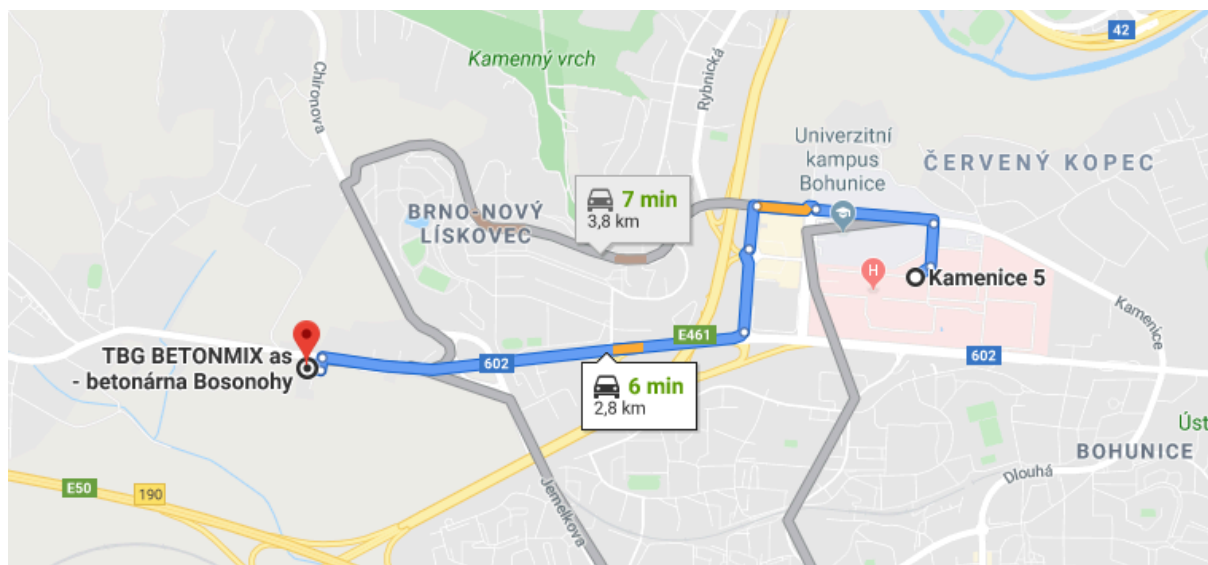 42
Kamenný vrch
Rybnická
Chironova
Univerzitní
kampus
Bohunice
ČERVENÝ KOPEC
7 min
3,8 km
BRNO-NOVÝ
LÍSKOVEC
H
Kamenice 5
Kamenice
E461
602
602
TBG BETONMIX as
- betonárna Bosonohy
6 min
2,8 km
Úst
BOHUNICE
Dlouhá
E50
190
Jemelkova